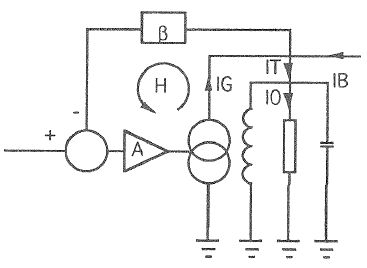 β
- H IG IT IO IB
+ A